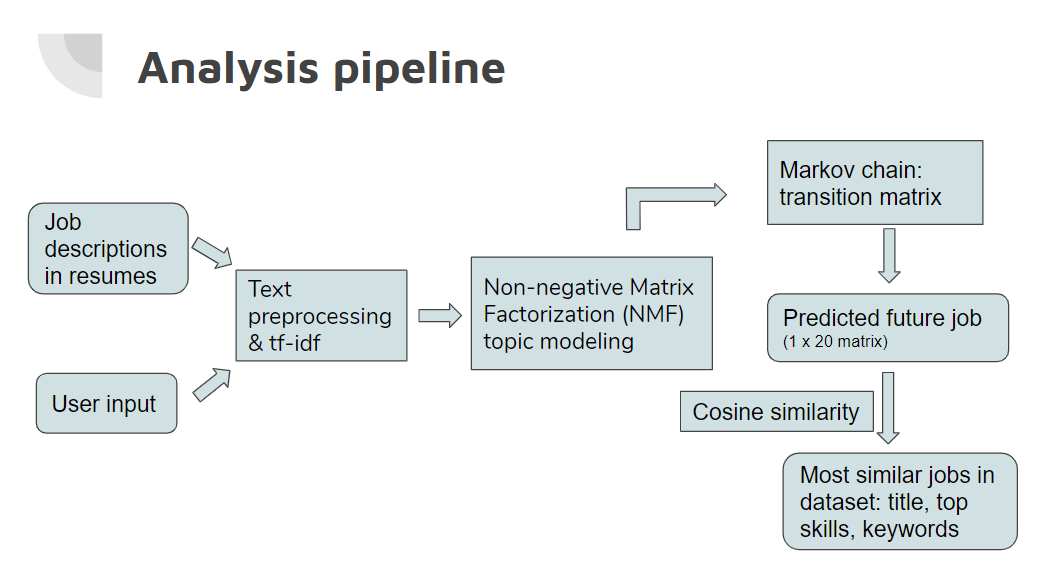 Analysis pipeline
Job
descriptions
in resumes
User input
Text
preprocessing
& tf-idf
Non-negative Matrix
Factorization (NMF)
topic modeling
Markov chain:
transition matrix
Predicted future job
(1 x 20 matrix)
Cosine similarity
Most similar jobs in
dataset: title, top
skills, keywords